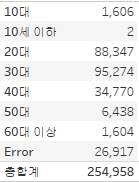 10대 1,606
10세 이하 2
20대 88,347
30대 95,274
40대 34,770
50대 6,438
60대 이상 1,604
Error 26,917
총합계 254,958